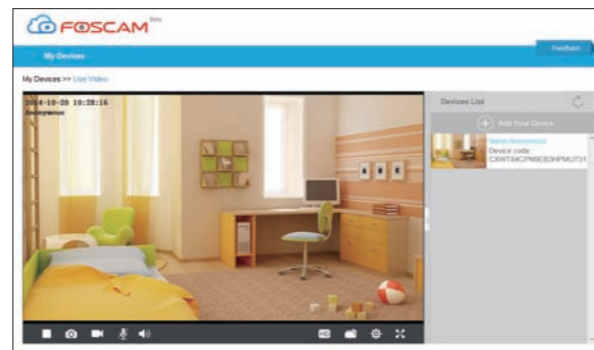 FOSCAM Beta
My Devices
Feedback
My Devices >> Live Video
2014-10-20 10:28:16
Anonymous
Devices List
Add Your Device
Name:Anonymous
Device code:
HD